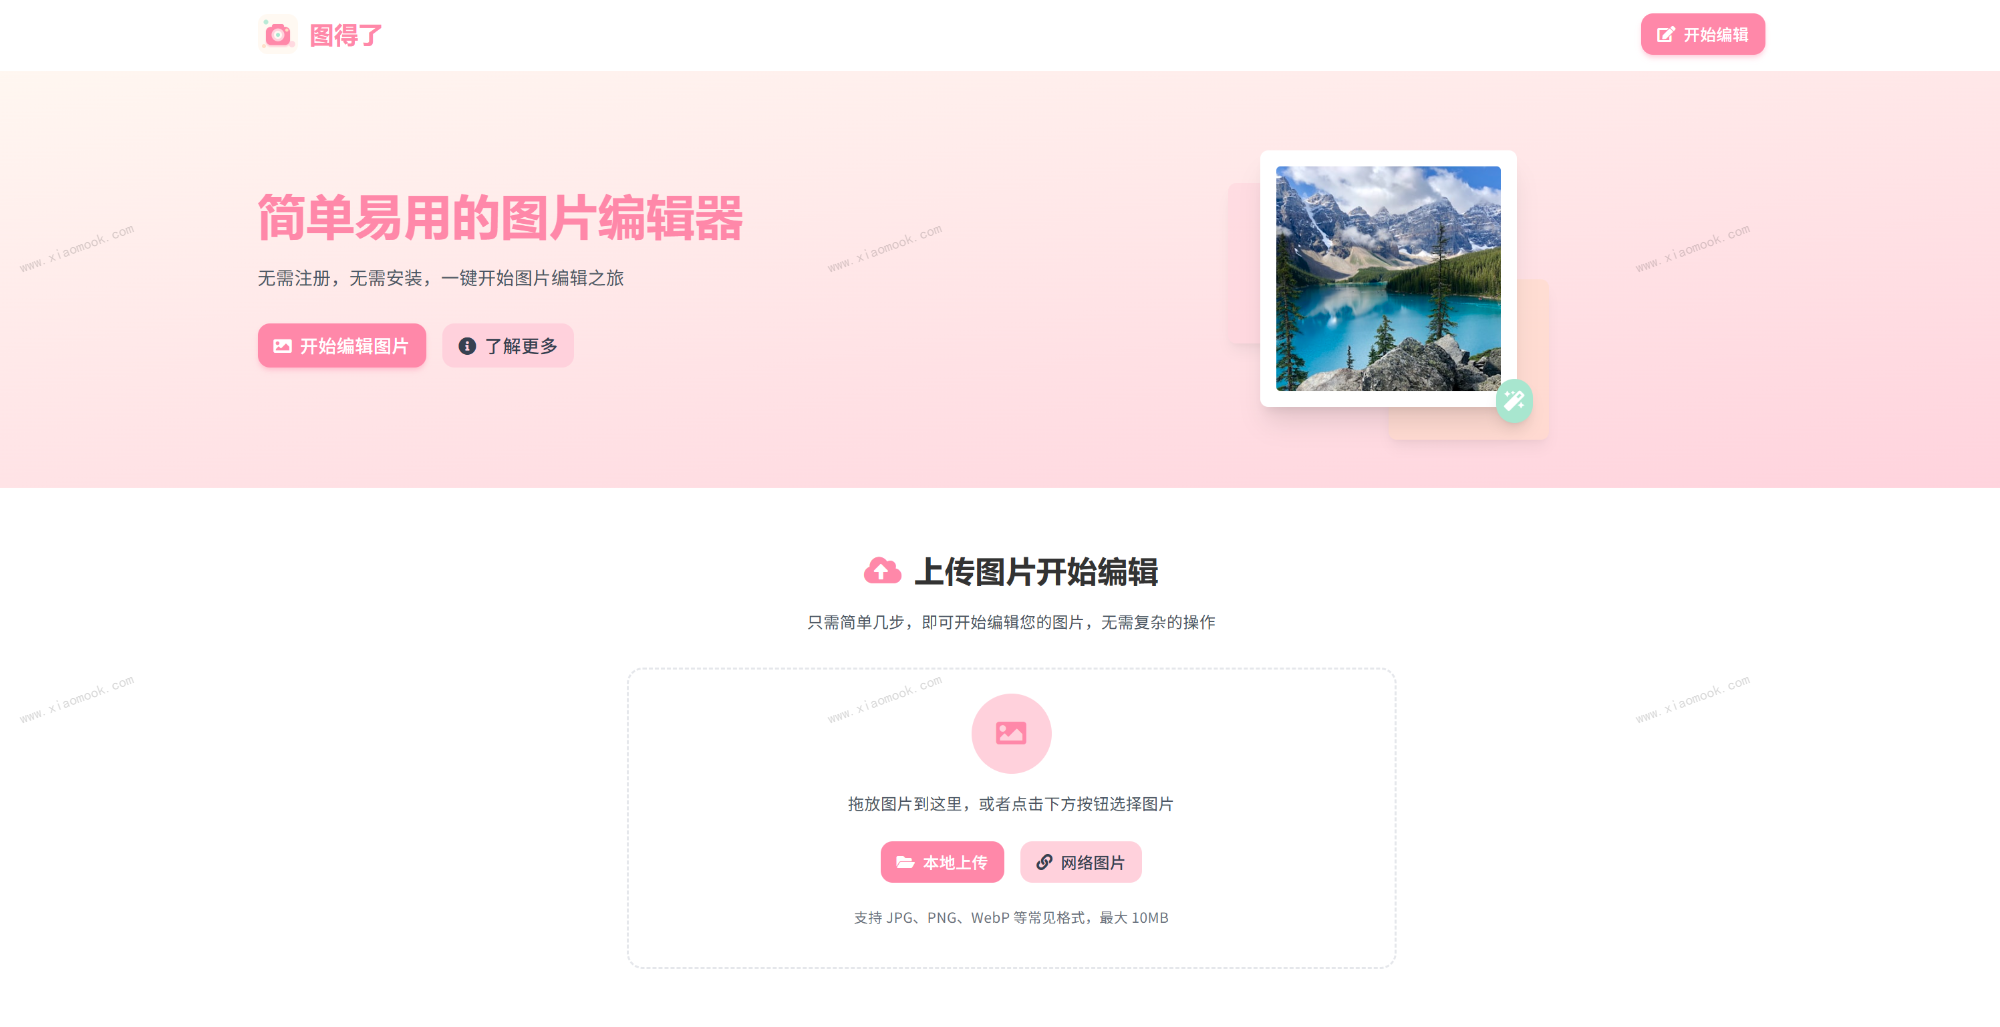 图得了
开始编辑
简单易用的图片编辑器
无需注册，无需安装，一键开始图片编辑之旅
开始编辑图片
了解更多
www.xiaomook.com
www.xiaomook.com
www.xiaomook.com
上传图片开始编辑
只需简单几步，即可开始编辑您的图片，无需复杂的操作
www.xiaomook.com
www.xiaomook.com
www.xiaomook.com
拖放图片到这里，或者点击下方按钮选择图片
本地上传
网络图片
支持 JPG、PNG、WebP 等常见格式，最大 10MB